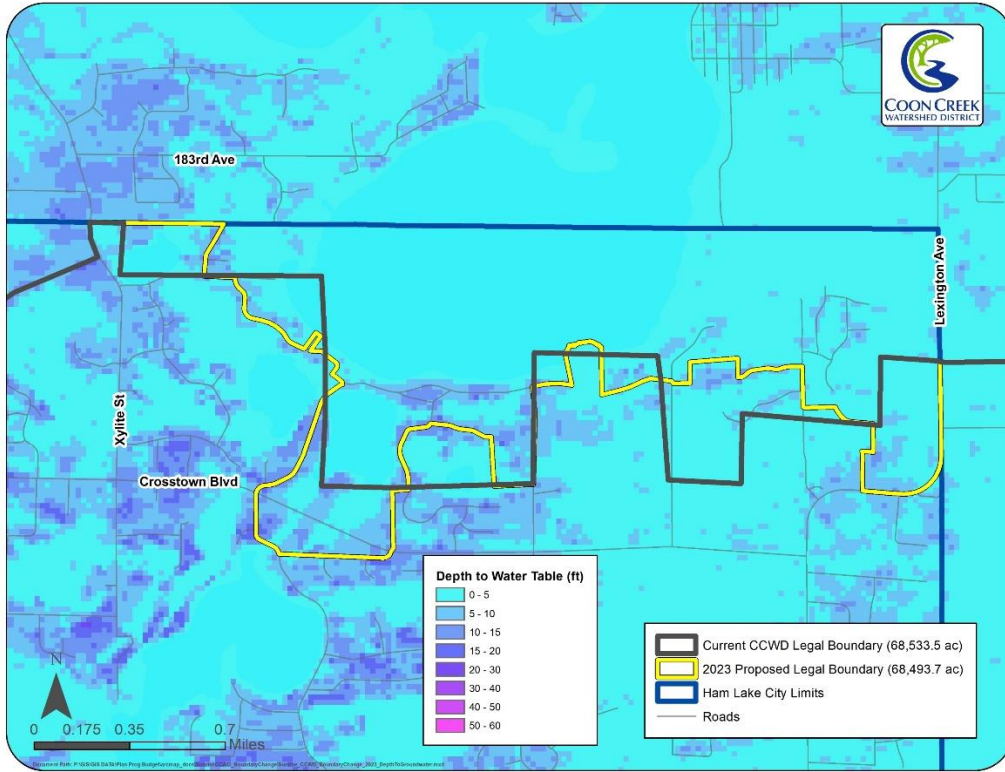 COON CREEK
WATERSHED DISTRICT
183rd Ave
Lexington Ave
Xylite St
Crosstown Blvd
Depth to Water Table (ft)
0 - 5
5 - 10
10 - 15
15 - 20
20 - 30
30 - 40
40 - 50
50 - 60
Current CCWD Legal Boundary (68,533.5 ac)
2023 Proposed Legal Boundary (68,493.7 ac)
Ham Lake City Limits
Roads
N
0 0.175 0.35 0.7
Miles